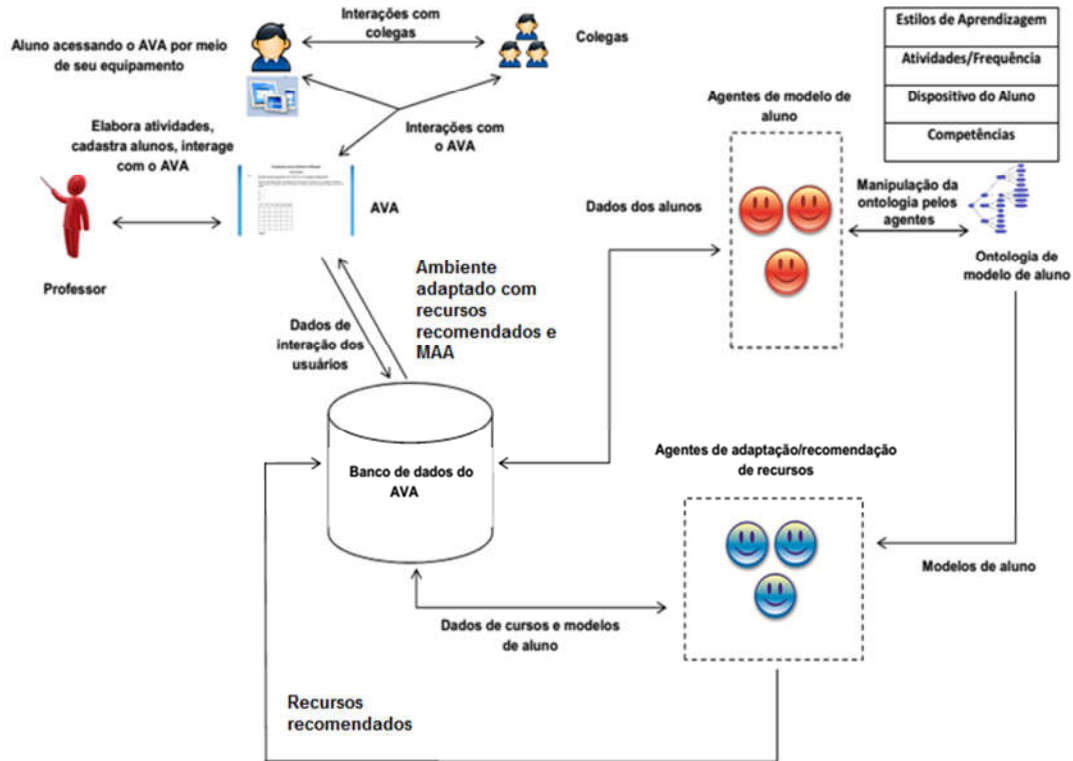 Interações com
colegas
Aluno acessando o AVA por meio
de seu equipamento
Colegas
Estilos de Aprendizagem
Atividades/Frequência
Dispositivo do Aluno
Competências
Agentes de modelo de
aluno
Elabora atividades,
cadastra alunos, interage
com o AVA
Interações com
o AVA
AVA
Professor
Dados dos alunos
Manipulação da
ontologia pelos
agentes
Ontologia de
modelo de aluno
Ambiente
adaptado com
recursos
recomendados e
MAA
Dados de
interação dos
usuários
Banco de dados do
AVA
Agentes de adaptação/recomendação
de recursos
Modelos de aluno
Dados de cursos e modelos
de aluno
Recursos
recomendados